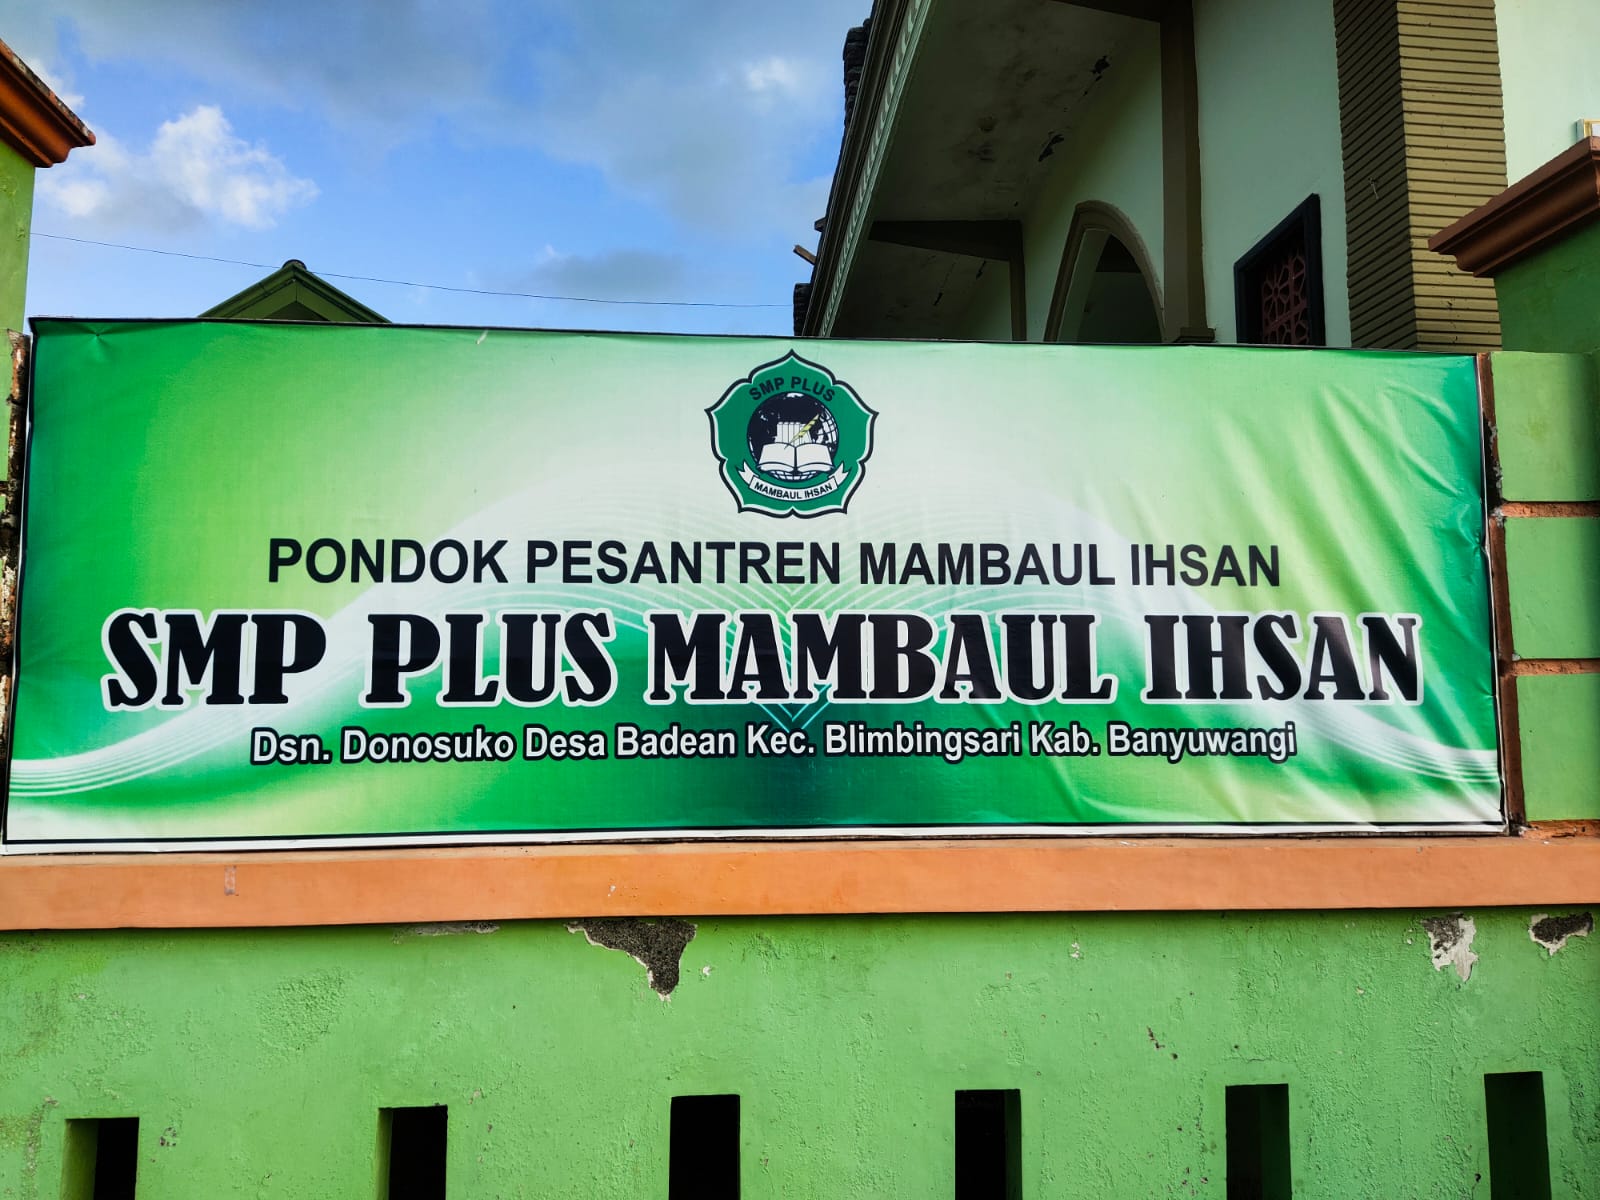 SMP PLUS
MAMBAUL IHSAN
PONDOK PESANTREN MAMBAUL IHSAN
SMP PLUS MAMBAUL IHSAN
Dsn. Donosuko Desa Badean Kec. Blimbingsari Kab. Banyuwangi